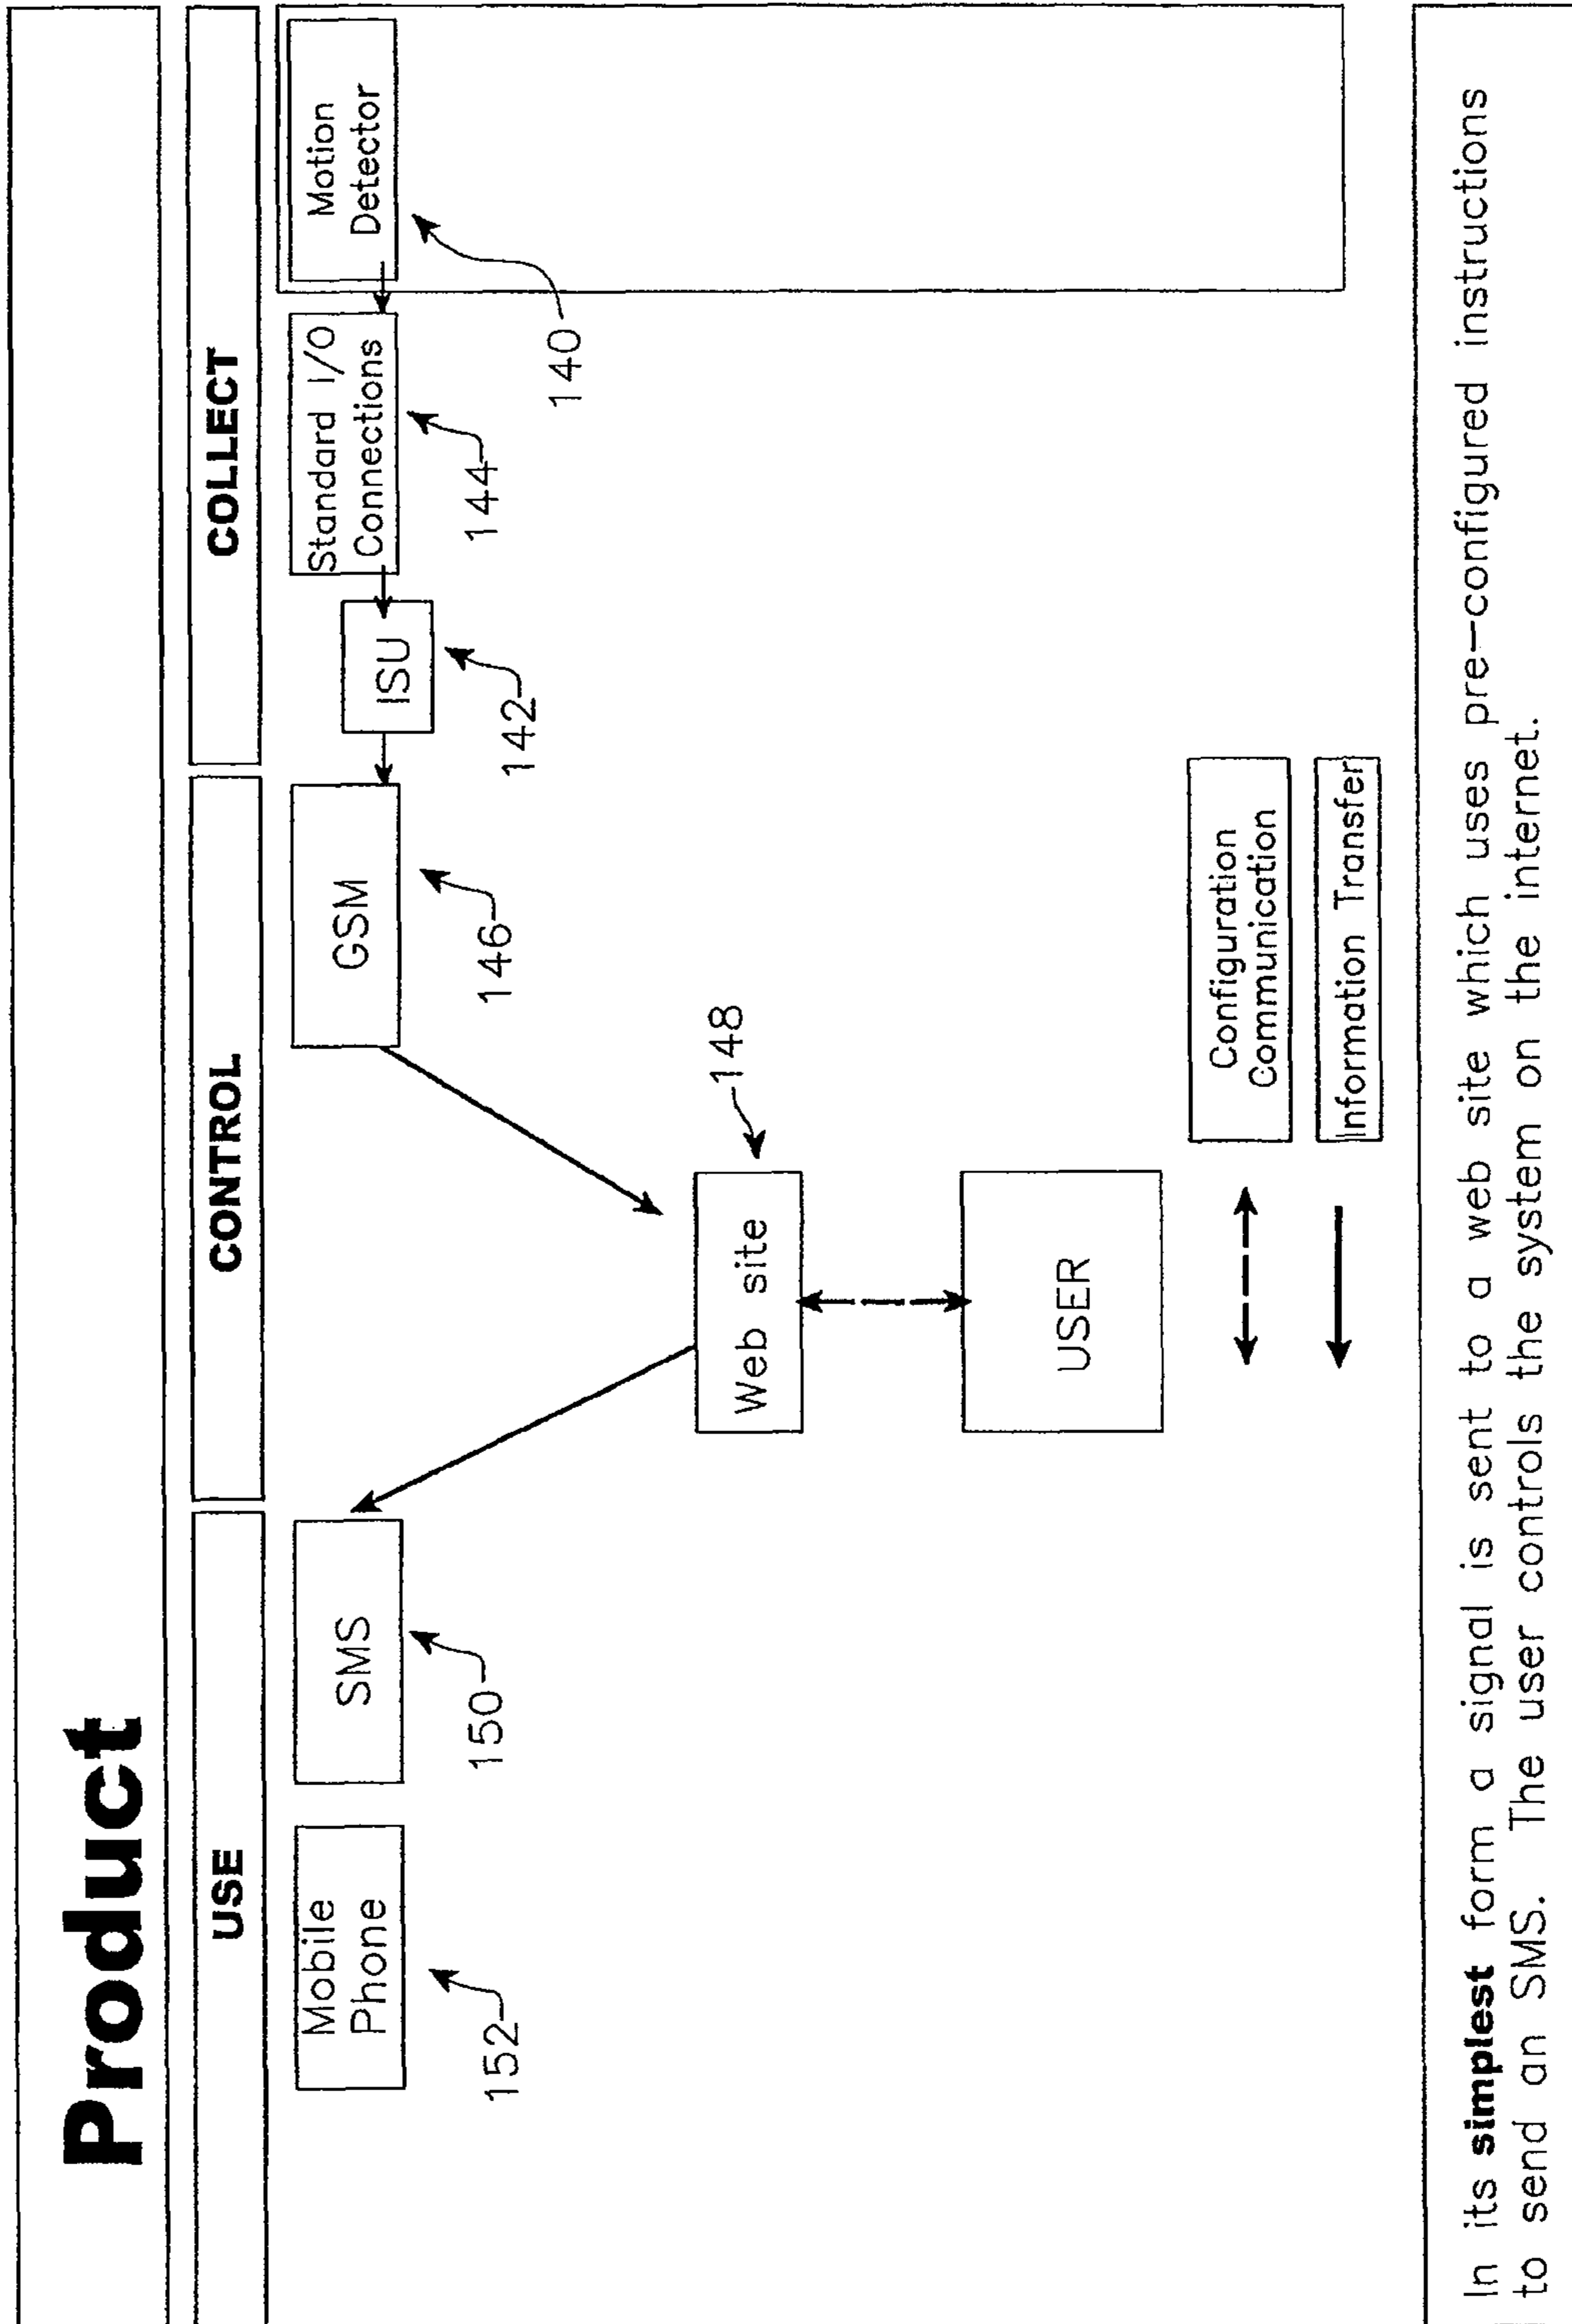 Product
USE
CONTROL
COLLECT
Mobile
Phone
152
SMS
150
GSM
146
ISU
142
Standard I/O
Connections
144
Motion
Detector
140
Web site
148
USER
Configuration
Communication
Information Transfer
In its simplest form a signal is sent to a web site which uses pre-configured instructions
to send an SMS. The user controls the system on the internet.